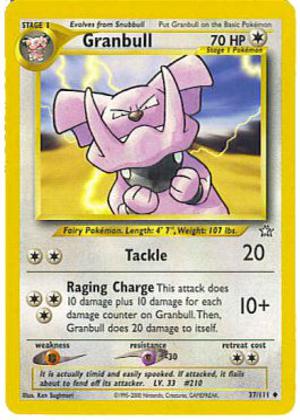 STAGE 1 Evolves from Snubbull Put Granbull on the Basic Pokémon
Granbull 70 HP
Stage 1 Pokémon
Fairy Pokémon. Length: 4' 7", Weight: 107 lbs.
Tackle 20
Raging Charge This attack does
10 damage plus 10 damage for each
damage counter on Granbull. Then,
Granbull does 20 damage to itself.
10+
weakness resistance retreat cost
-30
It is actually timid and easily spooked. If attacked, it flails
about to fend off its attacker. LV. 33 #210
Illus. Ken Sugimori ©1995-2000 Nintendo, Creatures, GAMEFREAK. 37/111